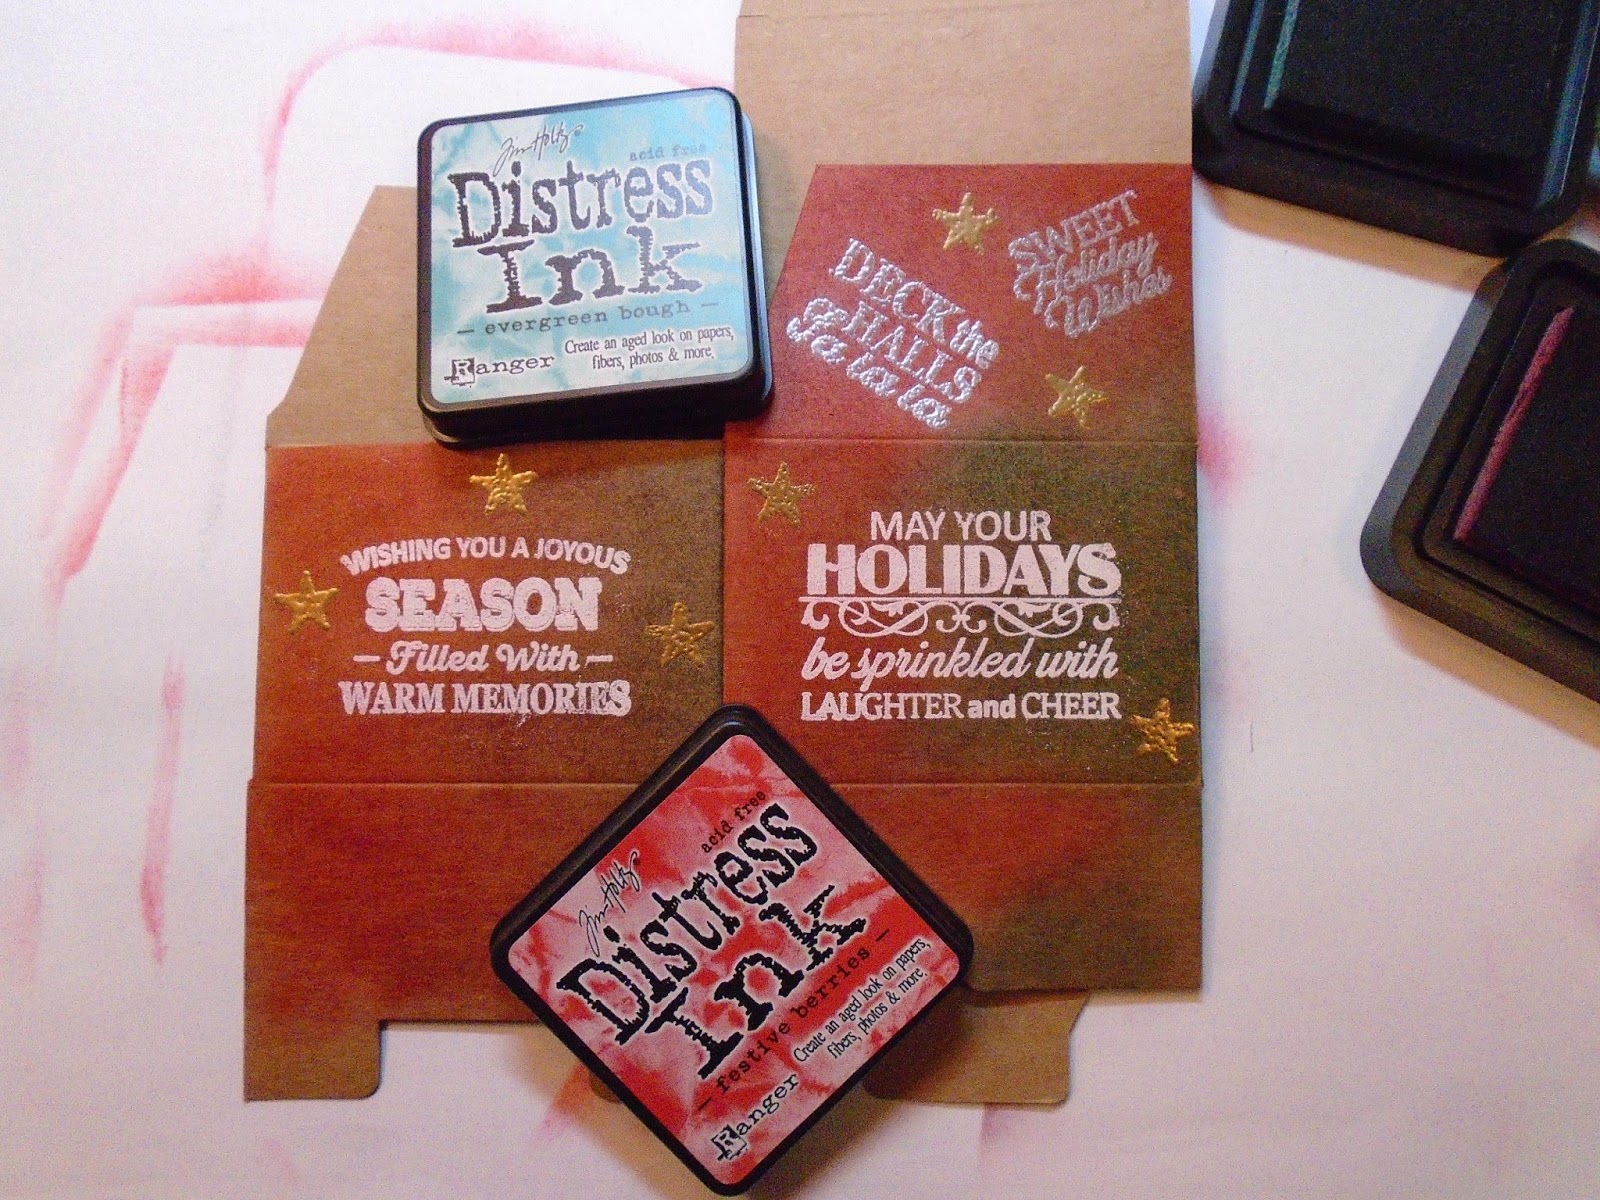 Tim Holtz
acid free
Distress
Ink
— evergreen bough —
Ranger
Create an aged look on papers,
fibers, photos & more.
SWEET
Holiday
Wishes
DECK the
HALLS
fa la la la
WISHING YOU A JOYOUS
SEASON
— Filled With —
WARM MEMORIES
MAY YOUR
HOLIDAYS
be sprinkled with
LAUGHTER and CHEER
Tim Holtz
acid free
Distress
Ink
— festive berries —
Create an aged look on papers,
fibers, photos & more.
Ranger